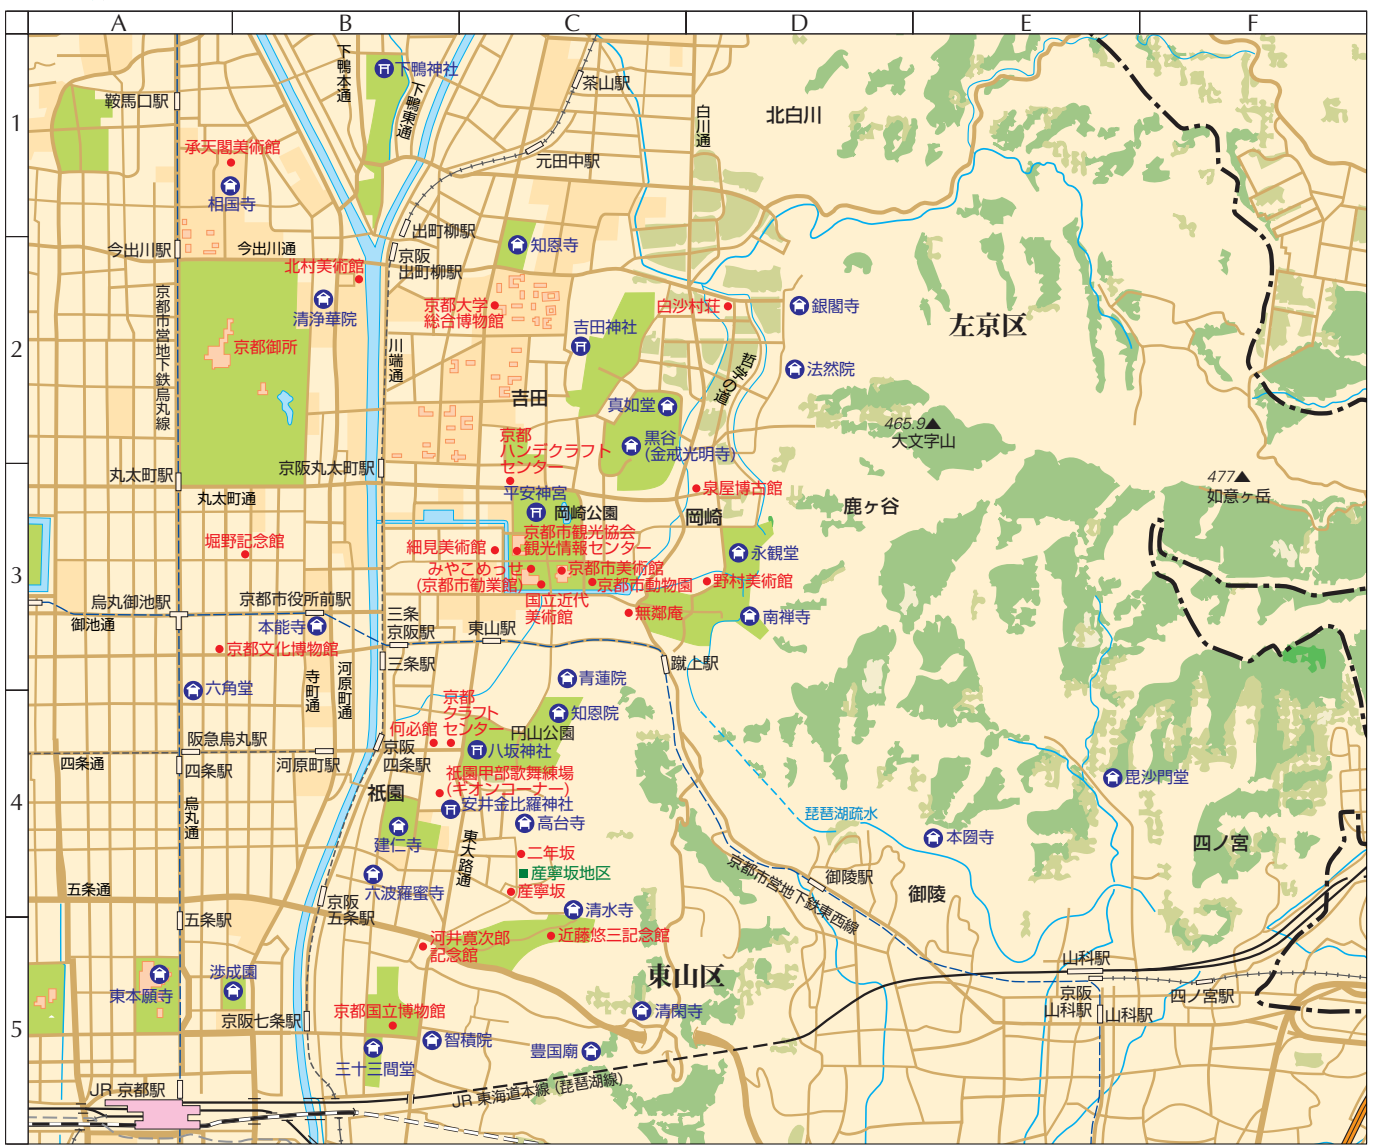 A
B
C
D
E
F
1
2
3
4
5
下鴨本通
下鴨神社
下鴨東通
茶山駅
鞍馬口駅
白川通
北白川
承天閣美術館
元田中駅
相国寺
出町柳駅
今出川駅
今出川通
京阪
出町柳駅
知恩寺
北村美術館
京都市営地下鉄烏丸線
清浄華院
京都大学
総合博物館
白沙村荘
銀閣寺
吉田神社
左京区
京都御所
川端通
哲学の道
法然院
吉田
真如堂
465.9▲
大文字山
京都
ハンデクラフト
センター
黒谷
(金戒光明寺)
丸太町駅
京阪丸太町駅
477▲
如意ヶ岳
丸太町通
平安神宮
岡崎公園
泉屋博古館
岡崎
鹿ヶ谷
堀野記念館
細見美術館
京都市観光協会
観光情報センター
永観堂
みやこめっせ
(京都市勧業館)
京都市美術館
京都市動物園
野村美術館
烏丸御池駅
京都市役所前駅
国立近代
美術館
無鄰庵
南禅寺
御池通
本能寺
三条
京阪駅
東山駅
京都文化博物館
三条駅
蹴上駅
寺町通
河原町通
六角堂
青蓮院
京都
クラフト
センター
知恩院
何必館
円山公園
阪急烏丸駅
八坂神社
四条通
四条駅
河原町駅
京阪
四条駅
祇園甲部歌舞練場
(ギオンコーナー)
毘沙門堂
祇園
安井金比羅神社
烏丸通
高台寺
琵琶湖疏水
本圀寺
四ノ宮
建仁寺
東大路通
二年坂
産寧坂地区
産寧坂
京都市営地下鉄東西線
御陵駅
御陵
五条通
六波羅蜜寺
京阪
五条駅
五条駅
清水寺
河井寛次郎
記念館
近藤悠三記念館
東山区
山科駅
東本願寺
渉成園
京都国立博物館
清閑寺
京阪
山科駅
山科駅
四ノ宮駅
京阪七条駅
智積院
豊国廟
三十三間堂
JR 京都駅
JR 東海道本線 (琵琶湖線)